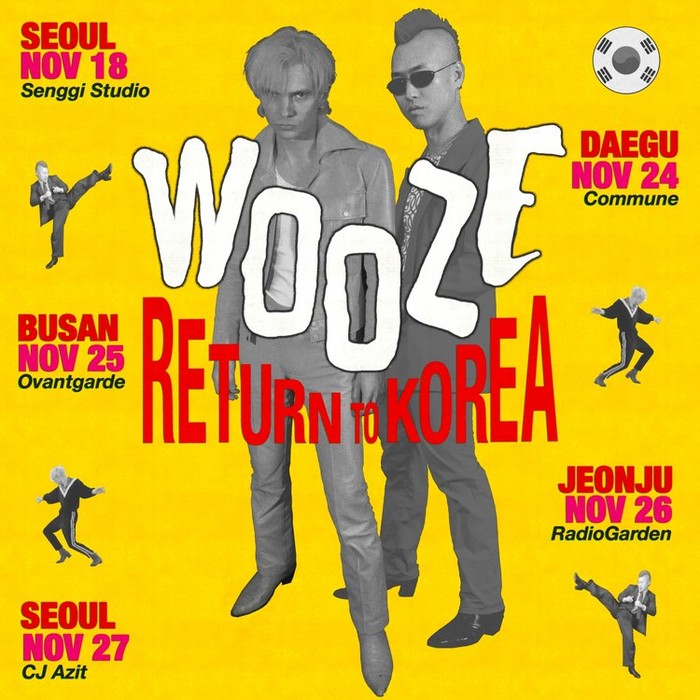 SEOUL
NOV 18
Senggi Studio
DAEGU
NOV 24
Commune
WOOZE
RETURN TO KOREA
BUSAN
NOV 25
Ovantgarde
JEONJU
NOV 26
RadioGarden
SEOUL
NOV 27
CJ Azit